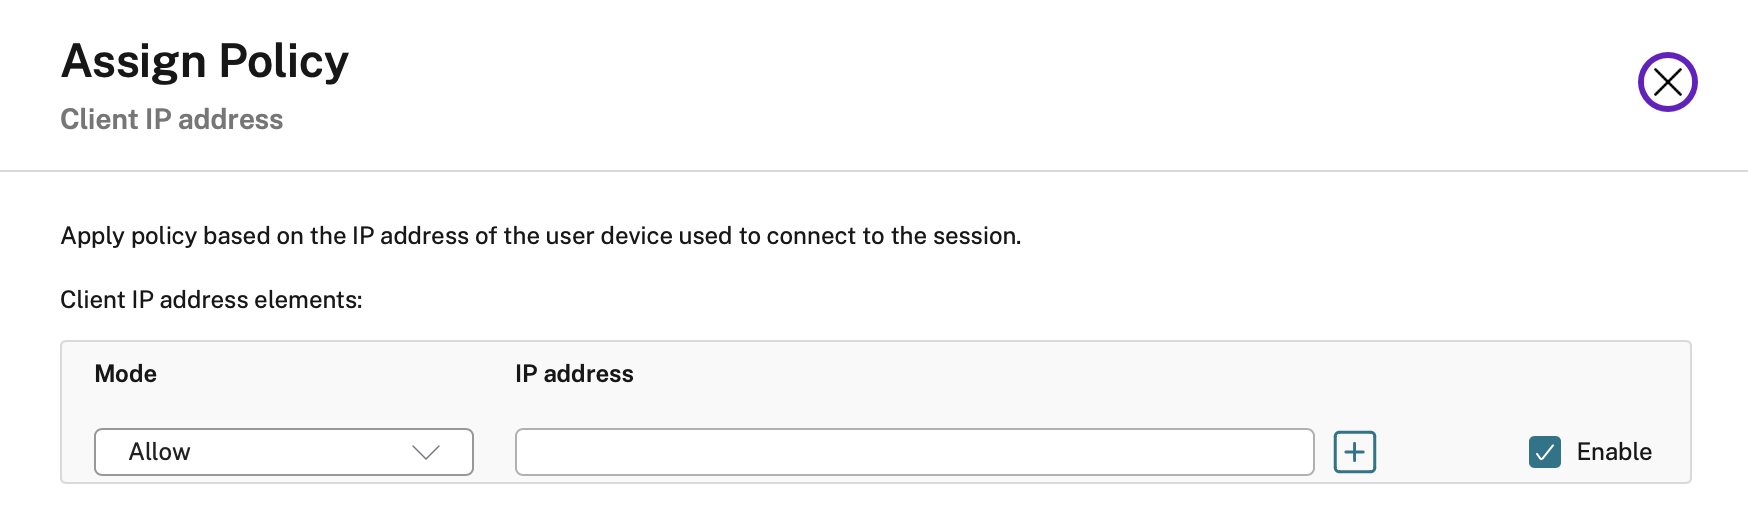 Assign Policy
Client IP address
Apply policy based on the IP address of the user device used to connect to the session.
Client IP address elements:
Mode IP address
Allow Enable